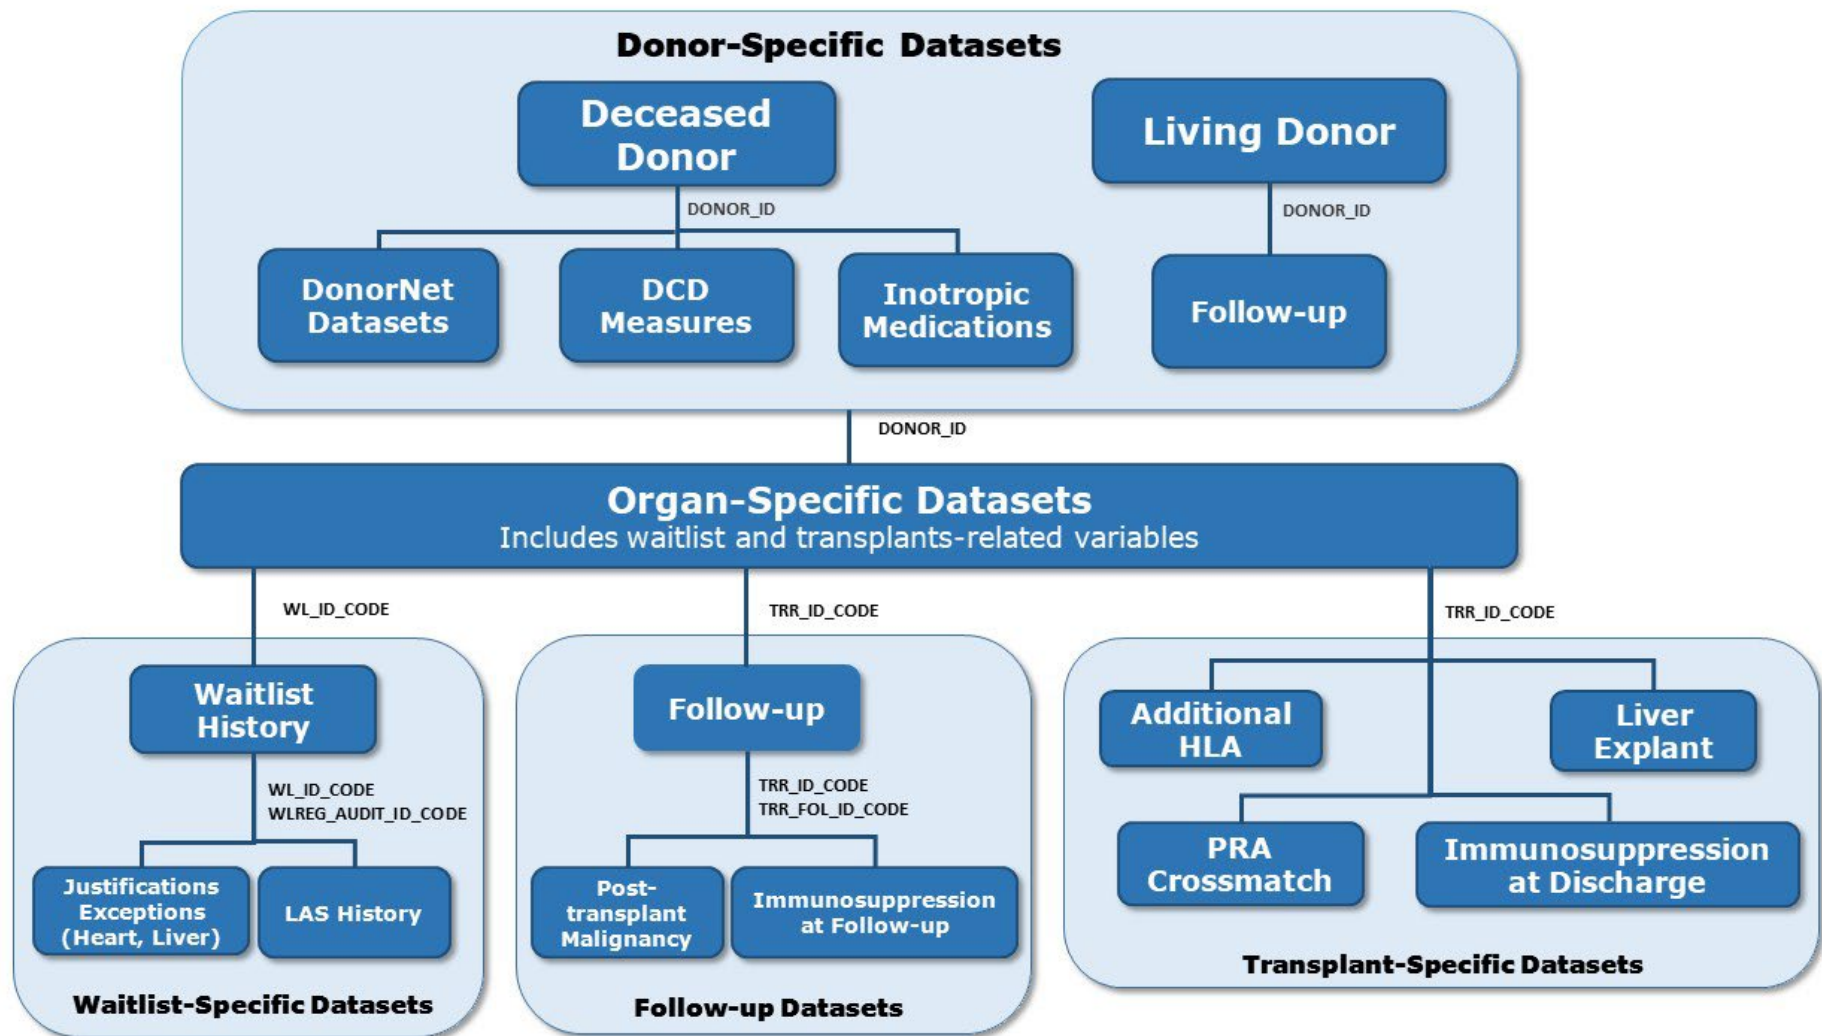 Donor-Specific Datasets
Deceased
Donor
Living Donor
DONOR_ID
DONOR_ID
DonorNet
Datasets
DCD
Measures
Inotropic
Medications
Follow-up
DONOR_ID
Organ-Specific Datasets
Includes waitlist and transplants-related variables
WL_ID_CODE
TRR_ID_CODE
TRR_ID_CODE
Waitlist
History
WL_ID_CODE
WLREG_AUDIT_ID_CODE
Justifications
Exceptions
(Heart, Liver)
LAS History
Waitlist-Specific Datasets
Follow-up
TRR_ID_CODE
TRR_FOL_ID_CODE
Post-
transplant
Malignancy
Immunosuppression
at Follow-up
Follow-up Datasets
Additional
HLA
Liver
Explant
PRA
Crossmatch
Immunosuppression
at Discharge
Transplant-Specific Datasets